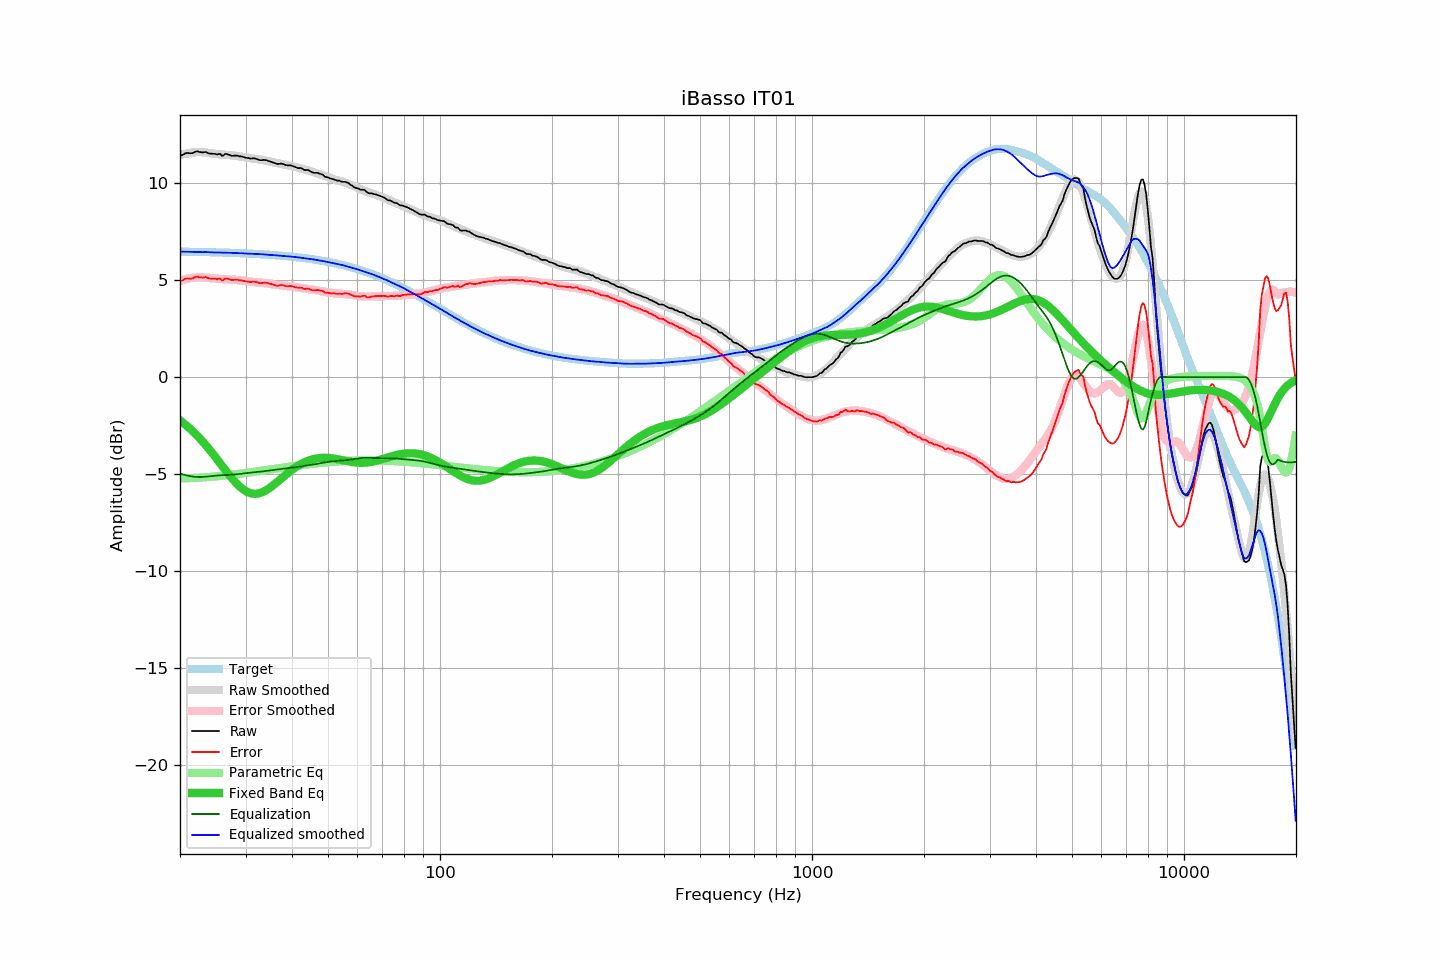 iBasso IT01
Amplitude (dBr)
10
5
0
−5
−10
−15
−20
Target
Raw Smoothed
Error Smoothed
Raw
Error
Parametric Eq
Fixed Band Eq
Equalization
Equalized smoothed
100 1000 10000
Frequency (Hz)